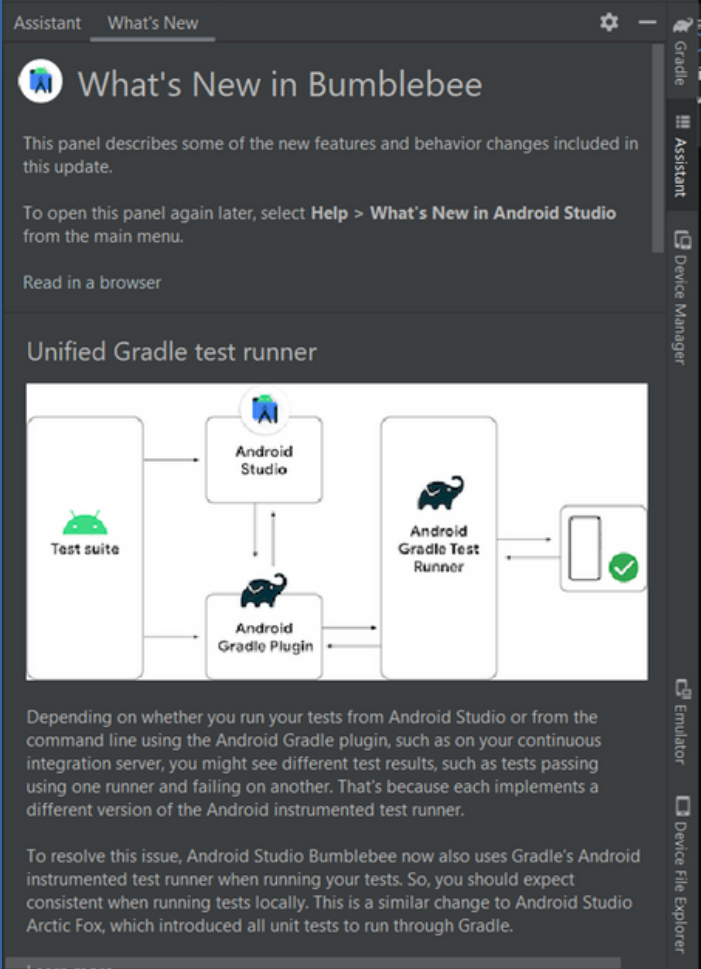 Assistant What's New
What's New in Bumblebee
This panel describes some of the new features and behavior changes included in
this update.
To open this panel again later, select Help > What's New in Android Studio
from the main menu.
Read in a browser
Unified Gradle test runner
Test suite
Android
Studio
Android
Gradle Plugin
Android
Gradle Test
Runner
Depending on whether you run your tests from Android Studio or from the
command line using the Android Gradle plugin, such as on your continuous
integration server, you might see different test results, such as tests passing
using one runner and failing on another. That's because each implements a
different version of the Android instrumented test runner.
To resolve this issue, Android Studio Bumblebee now also uses Gradle's Android
instrumented test runner when running your tests. So, you should expect
consistent when running tests locally. This is a similar change to Android Studio
Arctic Fox, which introduced all unit tests to run through Gradle.
Gradle
Assistant
Device Manager
Emulator
Device File Explorer